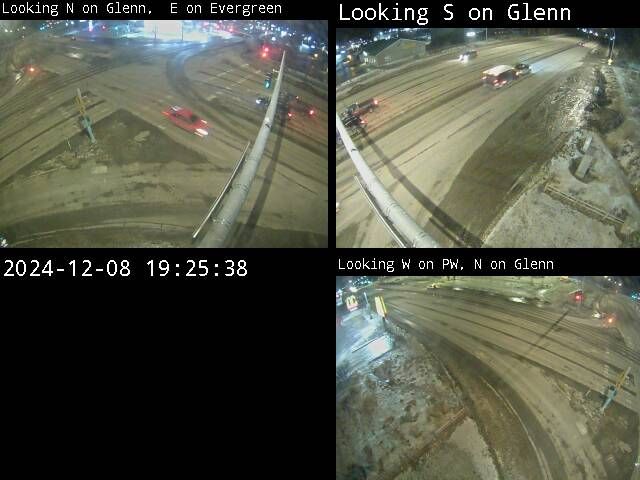 Looking N on Glenn,  E on Evergreen
Looking S on Glenn
2024-12-08 19:25:38
Looking W on PW, N on Glenn